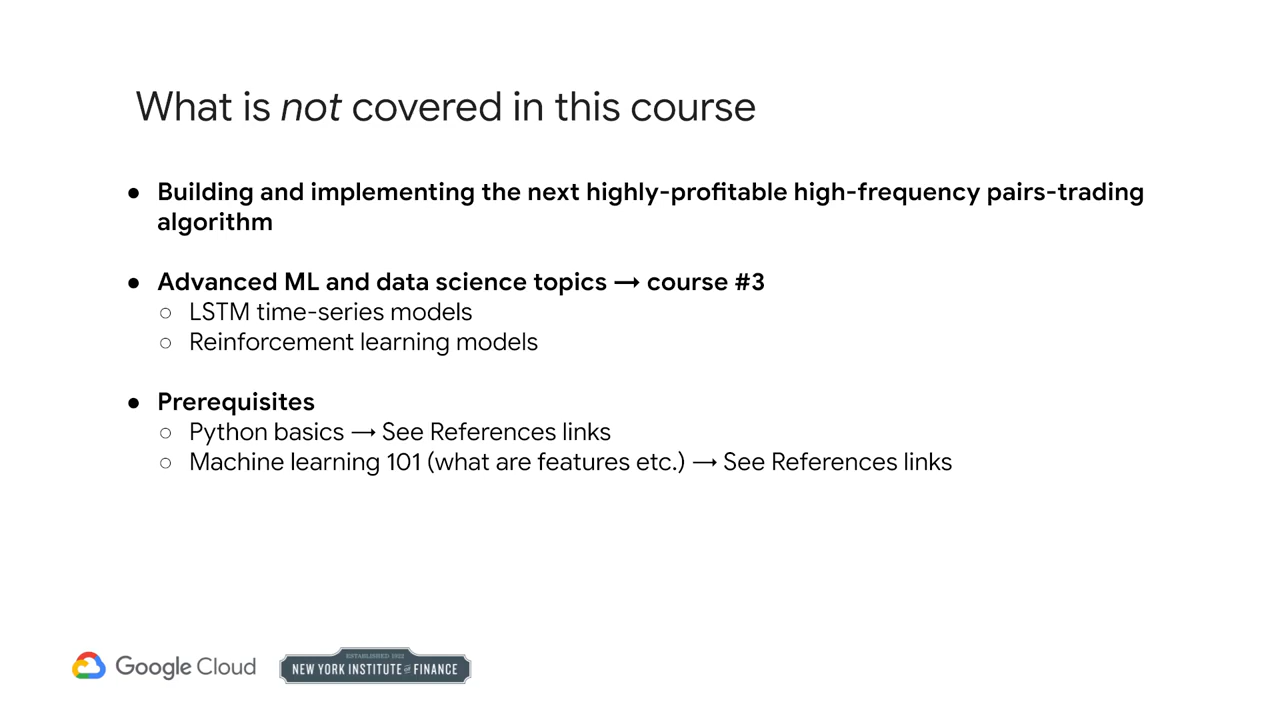 What is not covered in this course
● Building and implementing the next highly-profitable high-frequency pairs-trading
algorithm
● Advanced ML and data science topics → course #3
○ LSTM time-series models
○ Reinforcement learning models
● Prerequisites
○ Python basics → See References links
○ Machine learning 101 (what are features etc.) → See References links
Google Cloud
ESTABLISHED 1922
NEW YORK INSTITUTE OF FINANCE